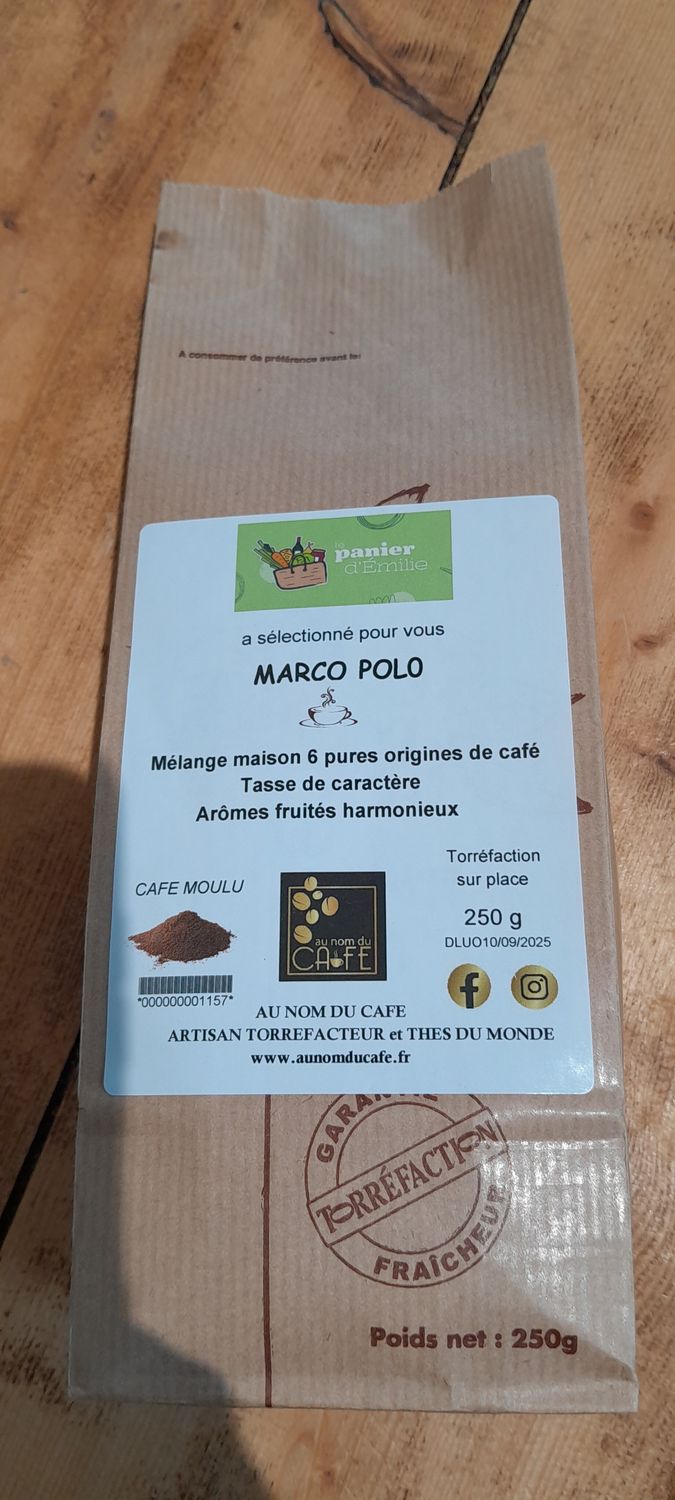 A consommer de préférence avant le:
le
panier
d'Émilie
a sélectionné pour vous
MARCO POLO
Mélange maison 6 pures origines de café
Tasse de caractère
Arômes fruités harmonieux
CAFE MOULU
Torréfaction
sur place
250 g
DLUO10/09/2025
au nom du
CAFE
*000000001157*
AU NOM DU CAFE
ARTISAN TORREFACTEUR et THES DU MONDE
www.aunomducafe.fr
TORRÉFACTION
FRAÎCHEUR
Poids net : 250g